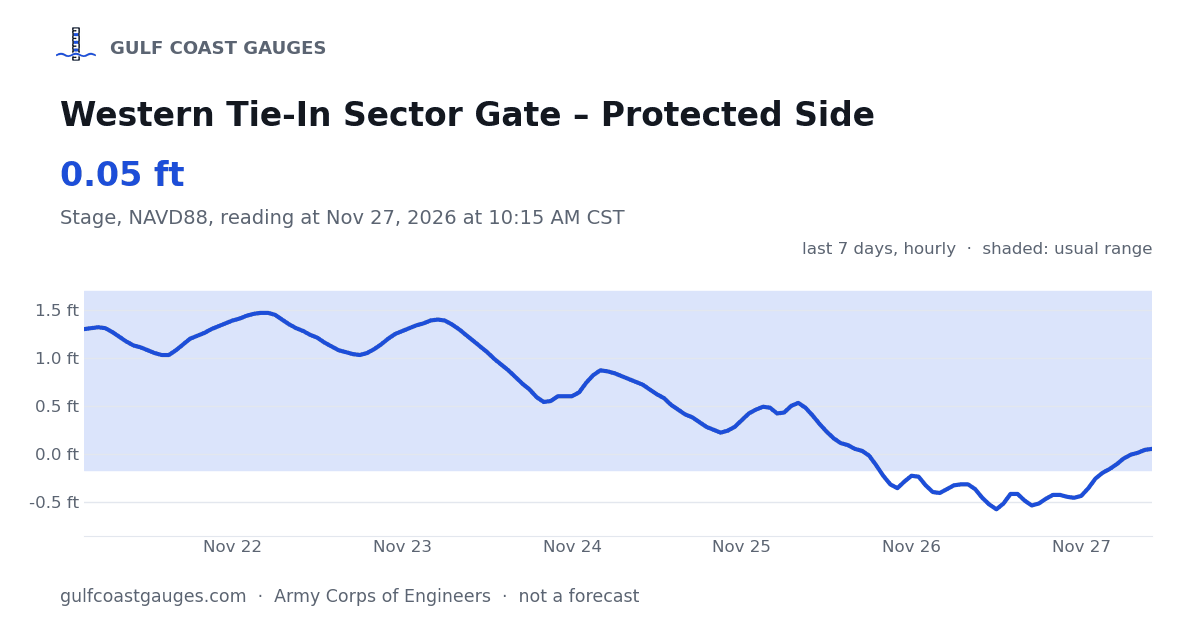 GULF COAST GAUGES
Western Tie-In Sector Gate – Protected Side
0.05 ft
Stage, NAVD88, reading at Nov 27, 2026 at 10:15 AM CST
last 7 days, hourly · shaded: usual range
1.5 ft
1.0 ft
0.5 ft
0.0 ft
-0.5 ft
Nov 22 Nov 23 Nov 24 Nov 25 Nov 26 Nov 27
gulfcoastgauges.com · Army Corps of Engineers · not a forecast